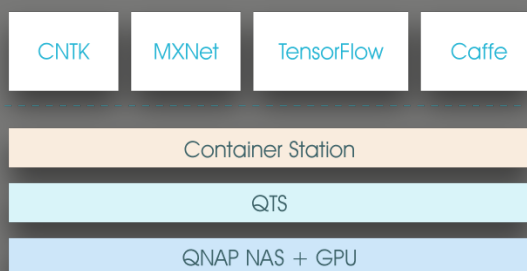 CNTK
MXNet
TensorFlow
Caffe
Container Station
QTS
QNAP NAS + GPU